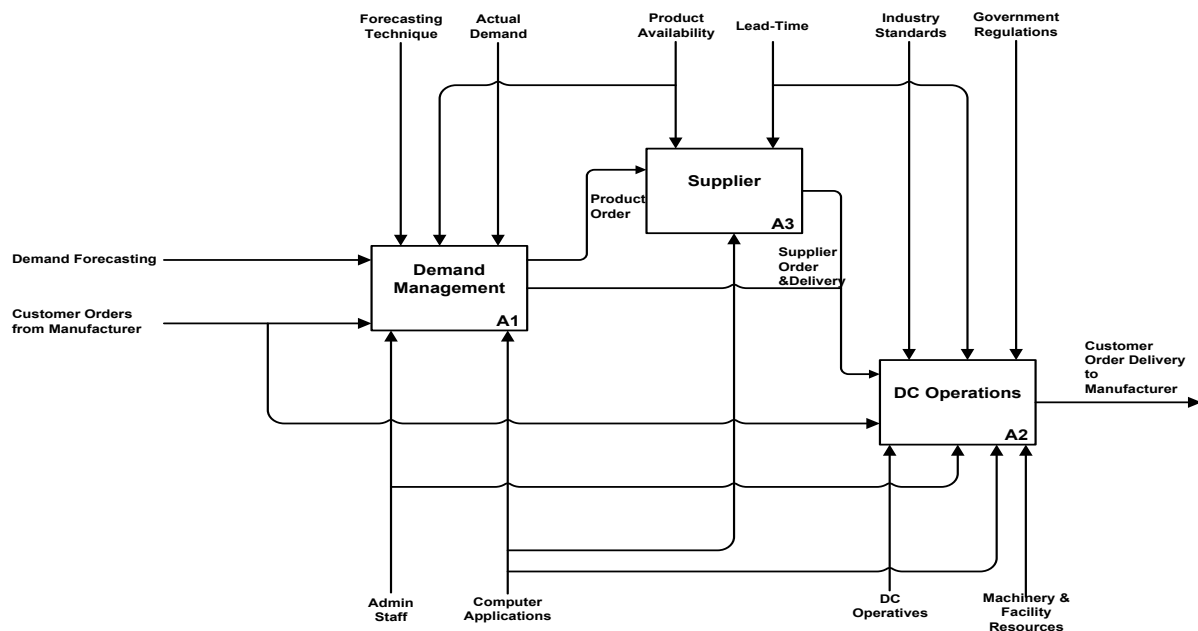 Forecasting
Technique
Actual
Demand
Product
Availability
Lead-Time
Industry
Standards
Government
Regulations
Supplier
A3
Product
Order
Demand Forecasting
Demand
Management
A1
Supplier
Order
&Delivery
Customer Orders
from Manufacturer
Customer
Order Delivery
to
Manufacturer
DC Operations
A2
Admin
Staff
Computer
Applications
DC
Operatives
Machinery &
Facility
Resources